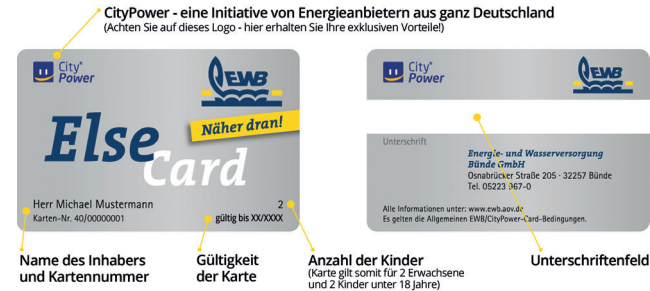 CityPower - eine Initiative von Energieanbietern aus ganz Deutschland
(Achten Sie auf dieses Logo - hier erhalten Sie Ihre exklusiven Vorteile!)
City®
Power
EWB
Else
Card
Näher dran!
Herr Michael Mustermann
2
Karten-Nr. 40/00000001
gültig bis XX/XXXX
City®
Power
EWB
Unterschrift
Energie- und Wasserversorgung
Bünde GmbH
Osnabrücker Straße 205 · 32257 Bünde
Tel. 05223 967-0
Alle Informationen unter: www.ewb.aov.de
Es gelten die Allgemeinen EWB/CityPower-Card-Bedingungen.
Name des Inhabers
und Kartennummer
Gültigkeit
der Karte
Anzahl der Kinder
(Karte gilt somit für 2 Erwachsene
und 2 Kinder unter 18 Jahre)
Unterschriftenfeld